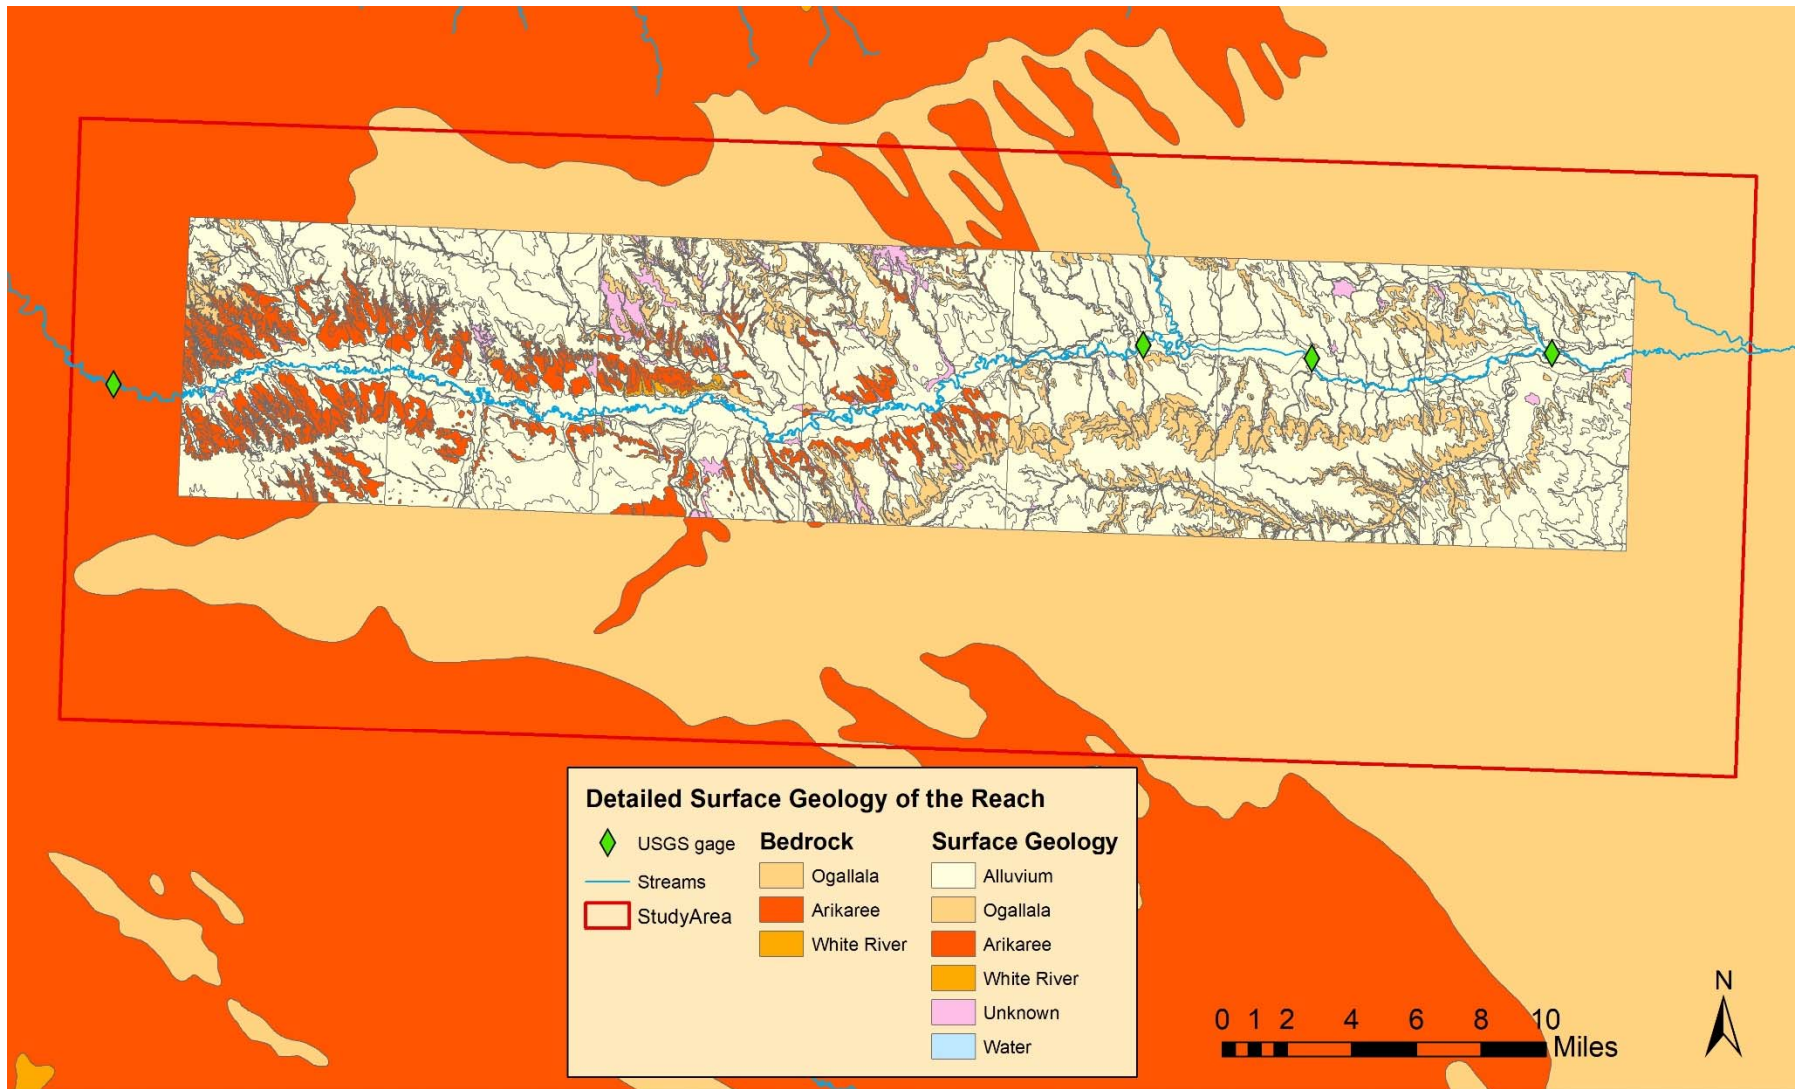 Detailed Surface Geology of the Reach
USGS gage
Streams
StudyArea
Bedrock
Ogallala
Arikaree
White River
Surface Geology
Alluvium
Ogallala
Arikaree
White River
Unknown
Water
0 1 2 4 6 8 10
Miles
N